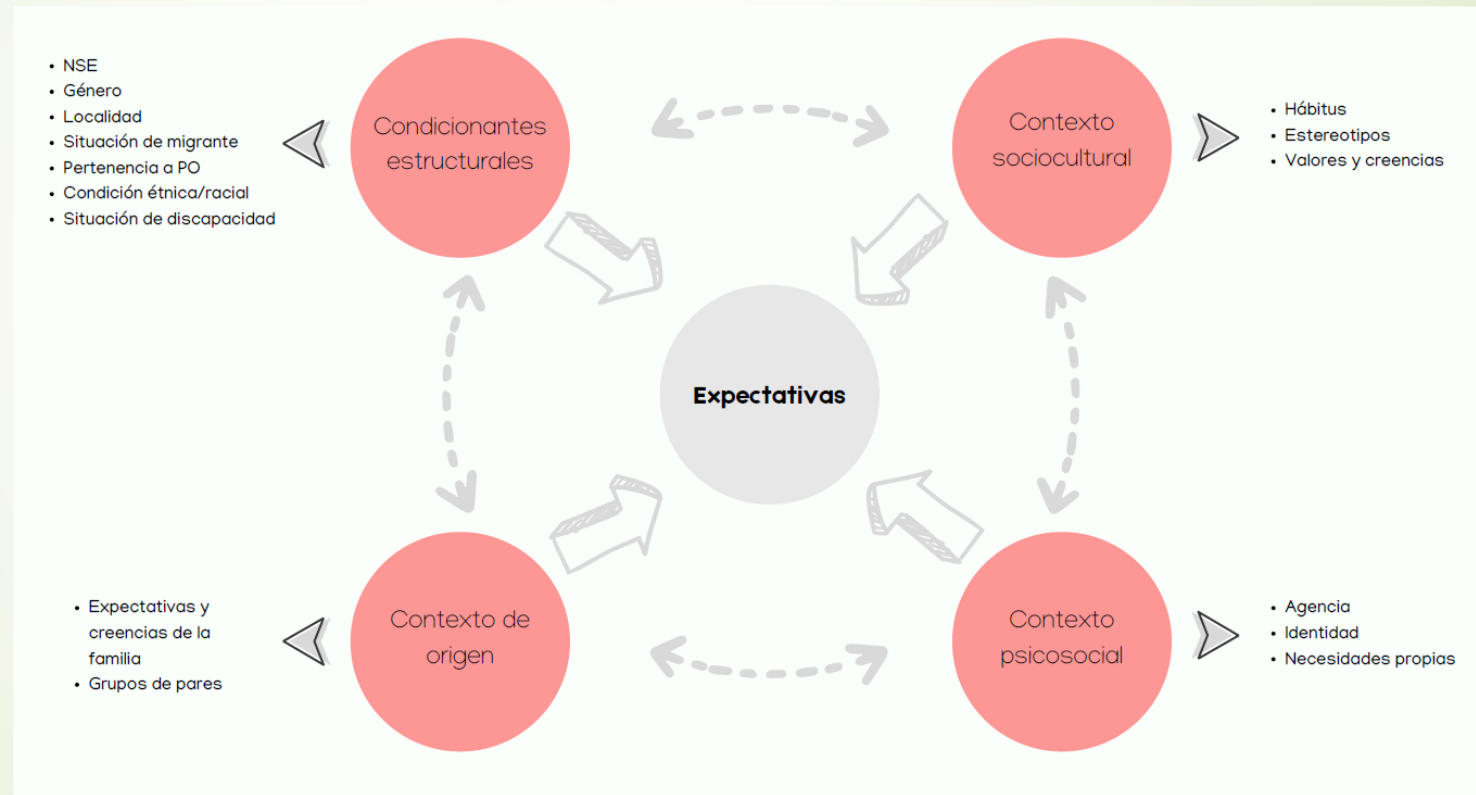 • NSE
• Género
• Localidad
• Situación de migrante
• Pertenencia a PO
• Condición étnica/racial
• Situación de discapacidad
Condicionantes
estructurales
Contexto
sociocultural
• Hábitus
• Estereotipos
• Valores y creencias
Expectativas
• Expectativas y
creencias de la
familia
• Grupos de pares
Contexto de
origen
Contexto
psicosocial
• Agencia
• Identidad
• Necesidades propias